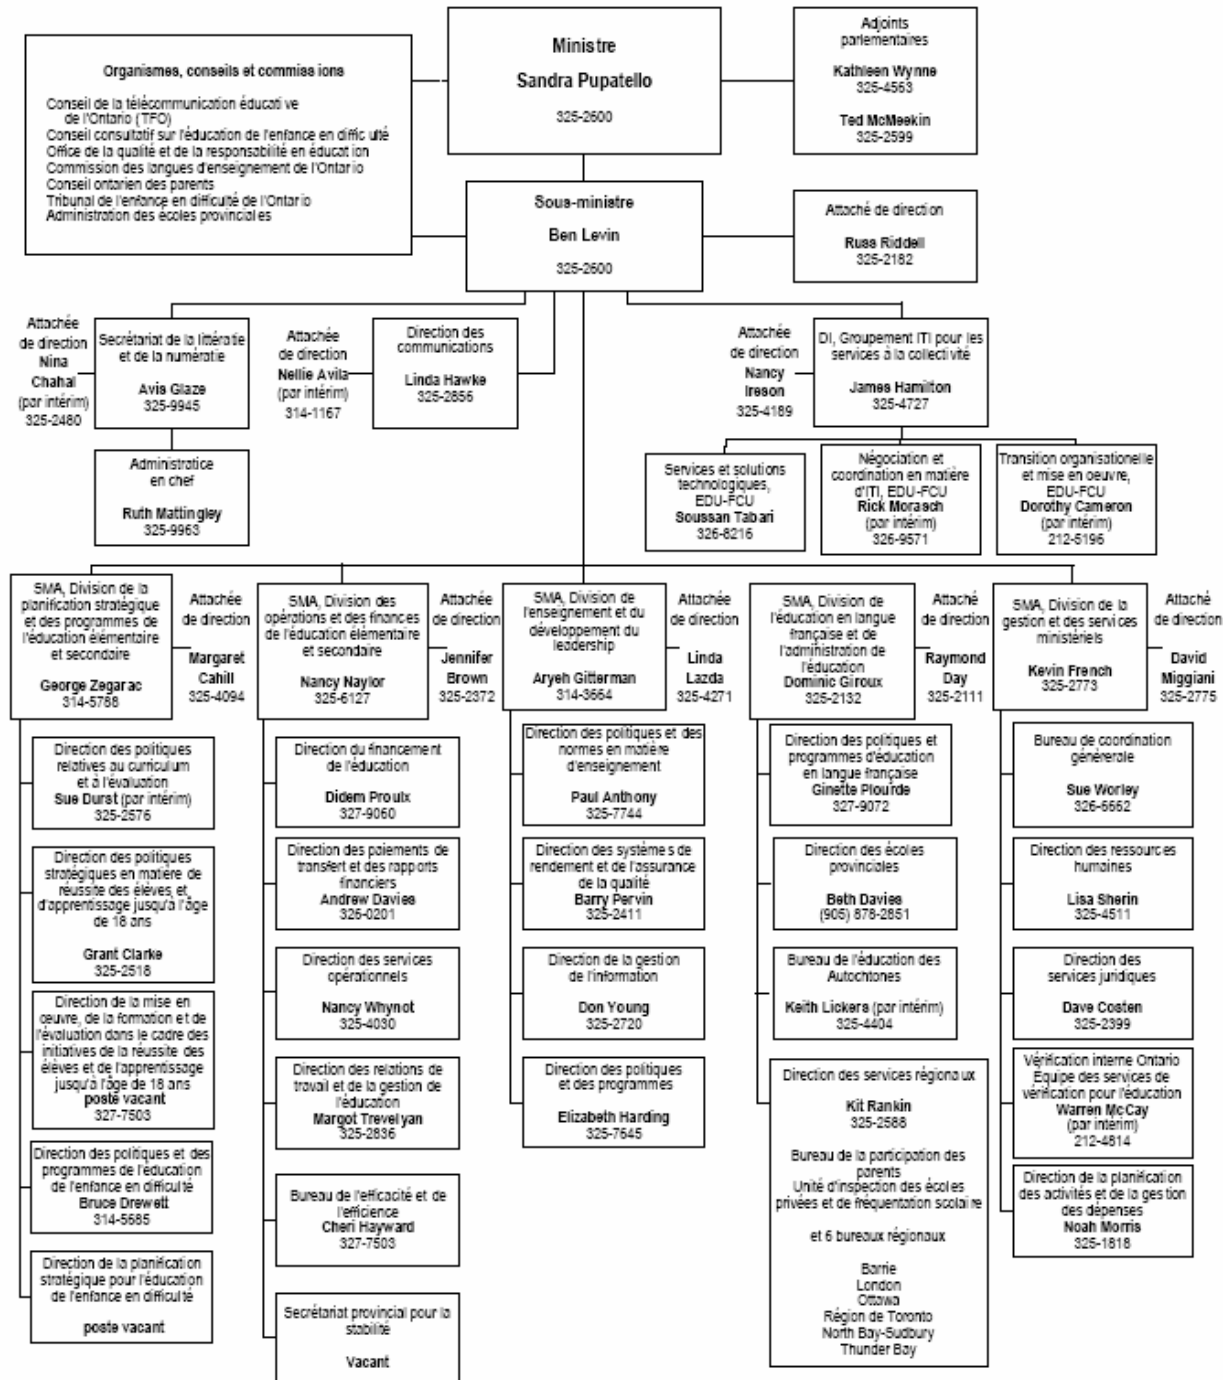 Ministre
Sandra Pupatello
325-2600
Adjoints
parlementaires
Kathleen Wynne
325-4563
Ted McMeekin
325-2599
Organismes, conseils et commissions
Conseil de la télécommunication éducative
de l'Ontario (TFO)
Conseil consultatif sur l'éducation de l'enfance en difficulté
Office de la qualité et de la responsabilité en éducation
Commission des langues d'enseignement de l'Ontario
Conseil ontarien des parents
Tribunal de l'enfance en difficulté de l'Ontario
Administration des écoles provinciales
Sous-ministre
Ben Levin
325-2600
Attaché de direction
Russ Riddell
325-2182
Attachée
de direction
Nina
Chahal
(par intérim)
325-2480
Secrétariat de la littératie
et de la numératie
Avis Glaze
325-9945
Attachée
de direction
Nellie Avila
(par intérim)
314-1167
Direction des
communications
Linda Hawke
325-2856
Attachée
de direction
Nancy
Ireson
325-4189
DI, Groupement ITI pour les
services à la collectivité
James Hamilton
325-4727
Administratice
en chef
Ruth Mattingley
325-9963
Services et solutions
technologiques,
EDU-FCU
Soussan Tabari
326-8216
Négociation et
coordination en matière
d'ITI, EDU-FCU
Rick Morasch
(par intérim)
326-9571
Transition organisationelle
et mise en oeuvre,
EDU-FCU
Dorothy Cameron
(par intérim)
212-6196
SMA, Division de la
planification stratégique
et des programmes de
l'éducation élémentaire
et secondaire
George Zegarac
314-5788
Attachée
de direction
Margaret
Cahill
325-4094
SMA, Division des
opérations et des finances
de l'éducation élémentaire
et secondaire
Nancy Naylor
325-6127
Attachée
de direction
Jennifer
Brown
325-2372
SMA, Division de
l'enseignement et du
développement du
leadership
Aryeh Gitterman
314-3664
Attachée
de direction
Linda
Lazda
325-4271
SMA, Division de
l'éducation en langue
française et de
l'administration de
l'éducation
Dominic Giroux
325-2132
Attachée
de direction
Raymond
Day
325-2111
SMA, Division de la
gestion et des services
ministériels
Kevin French
325-2773
Attaché
de direction
David
Miggiani
325-2775
Direction des politiques
relatives au curriculum
et à l'évaluation
Sue Durst (par intérim)
325-2576
Direction des politiques
stratégiques en matière de
réussite des élèves et
d'apprentissage jusqu'à l'âge
de 18 ans
Grant Clarke
325-2518
Direction de la mise en
œuvre, de la formation et de
l'évaluation dans le cadre des
initiatives de la réussite des
élèves et de l'apprentissage
jusqu'à l'âge de 18 ans
poste vacant
327-7503
Direction des politiques et des
programmes de l'éducation
de l'enfance en difficulté
Bruce Drewett
314-5685
Direction de la planification
stratégique pour l'éducation
de l'enfance en difficulté
poste vacant
Direction du financement
de l'éducation
Didem Proulx
327-9060
Direction des paiements de
transfert et des rapports
financiers
Andrew Davies
326-0201
Direction des services
opérationnels
Nancy Whynot
325-4030
Direction des relations de
travail et de la gestion de
l'éducation
Margot Trevelyan
325-2836
Bureau de l'efficacité et de
l'efficience
Cheri Hayward
327-7503
Secrétariat provincial pour la
stabilité
Vacant
Direction des politiques et des
normes en matière
d'enseignement
Paul Anthony
325-7744
Direction des systèmes de
rendement et de l'assurance
de la qualité
Barry Pervin
325-2411
Direction de la gestion
de l'information
Don Young
325-2720
Direction des politiques
et des programmes
Elizabeth Harding
325-7645
Direction des politiques et
programmes d'éducation
en langue française
Ginette Plourde
327-9072
Direction des écoles
provinciales
Beth Davies
(905) 878-2851
Bureau de l'éducation des
Autochtones
Keith Lickers (par intérim)
325-4404
Direction des services régionaux
Kit Rankin
325-2588
Bureau de la participation des
parents
Unité d'inspection des écoles
privées et de fréquentation scolaire
et 6 bureaux régionaux
Barrie
London
Ottawa
Région de Toronto
North Bay-Sudbury
Thunder Bay
Bureau de coordination
génèrerale
Sue Worley
326-6662
Direction des ressources
humaines
Lisa Sherin
325-4511
Direction des
services juridiques
Dave Costen
325-2399
Vérification interne Ontario
Équipe des services de
vérification pour l'éducation
Warren McCay
(par intérim)
212-4814
Direction de la planification
des activités et de la gestion
des dépenses
Noah Morris
325-1818